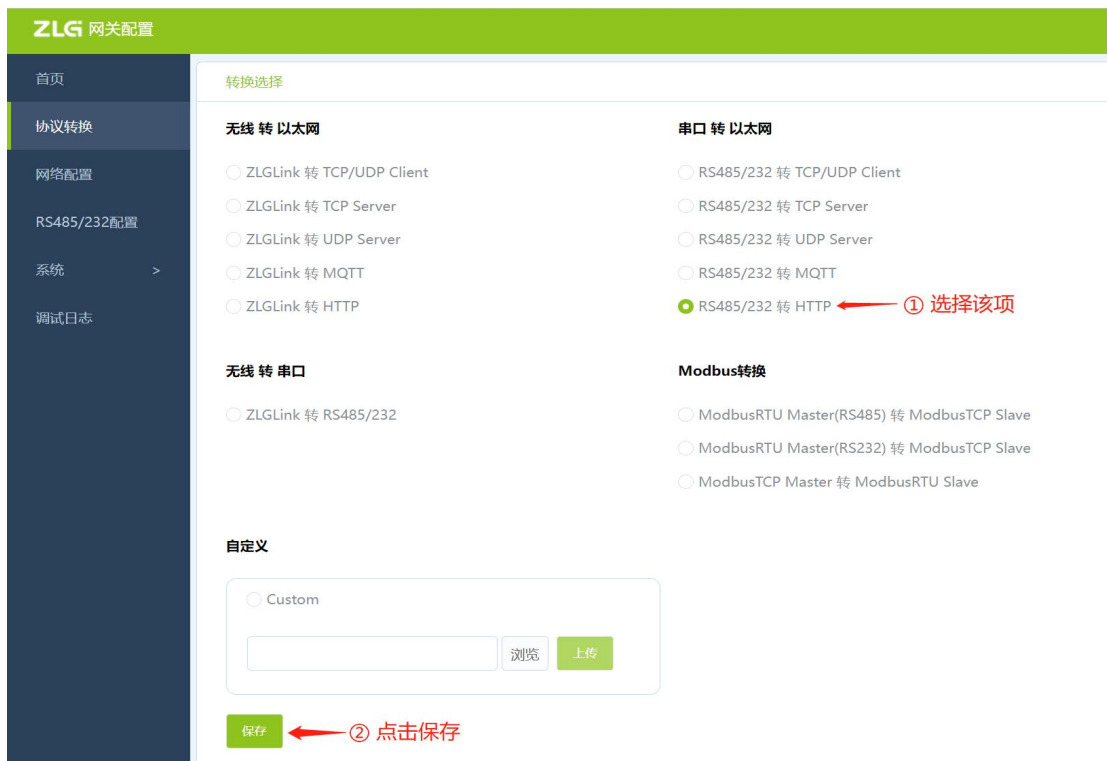 ZLG 网关配置
首页
协议转换
网络配置
RS485/232配置
系统 >
调试日志
转换选择
无线 转 以太网
ZLGLink 转 TCP/UDP Client
ZLGLink 转 TCP Server
ZLGLink 转 UDP Server
ZLGLink 转 MQTT
ZLGLink 转 HTTP
串口 转 以太网
RS485/232 转 TCP/UDP Client
RS485/232 转 TCP Server
RS485/232 转 UDP Server
RS485/232 转 MQTT
RS485/232 转 HTTP ① 选择该项
无线 转 串口
ZLGLink 转 RS485/232
Modbus转换
ModbusRTU Master(RS485) 转 ModbusTCP Slave
ModbusRTU Master(RS232) 转 ModbusTCP Slave
ModbusTCP Master 转 ModbusRTU Slave
自定义
Custom
浏览 上传
保存 ② 点击保存